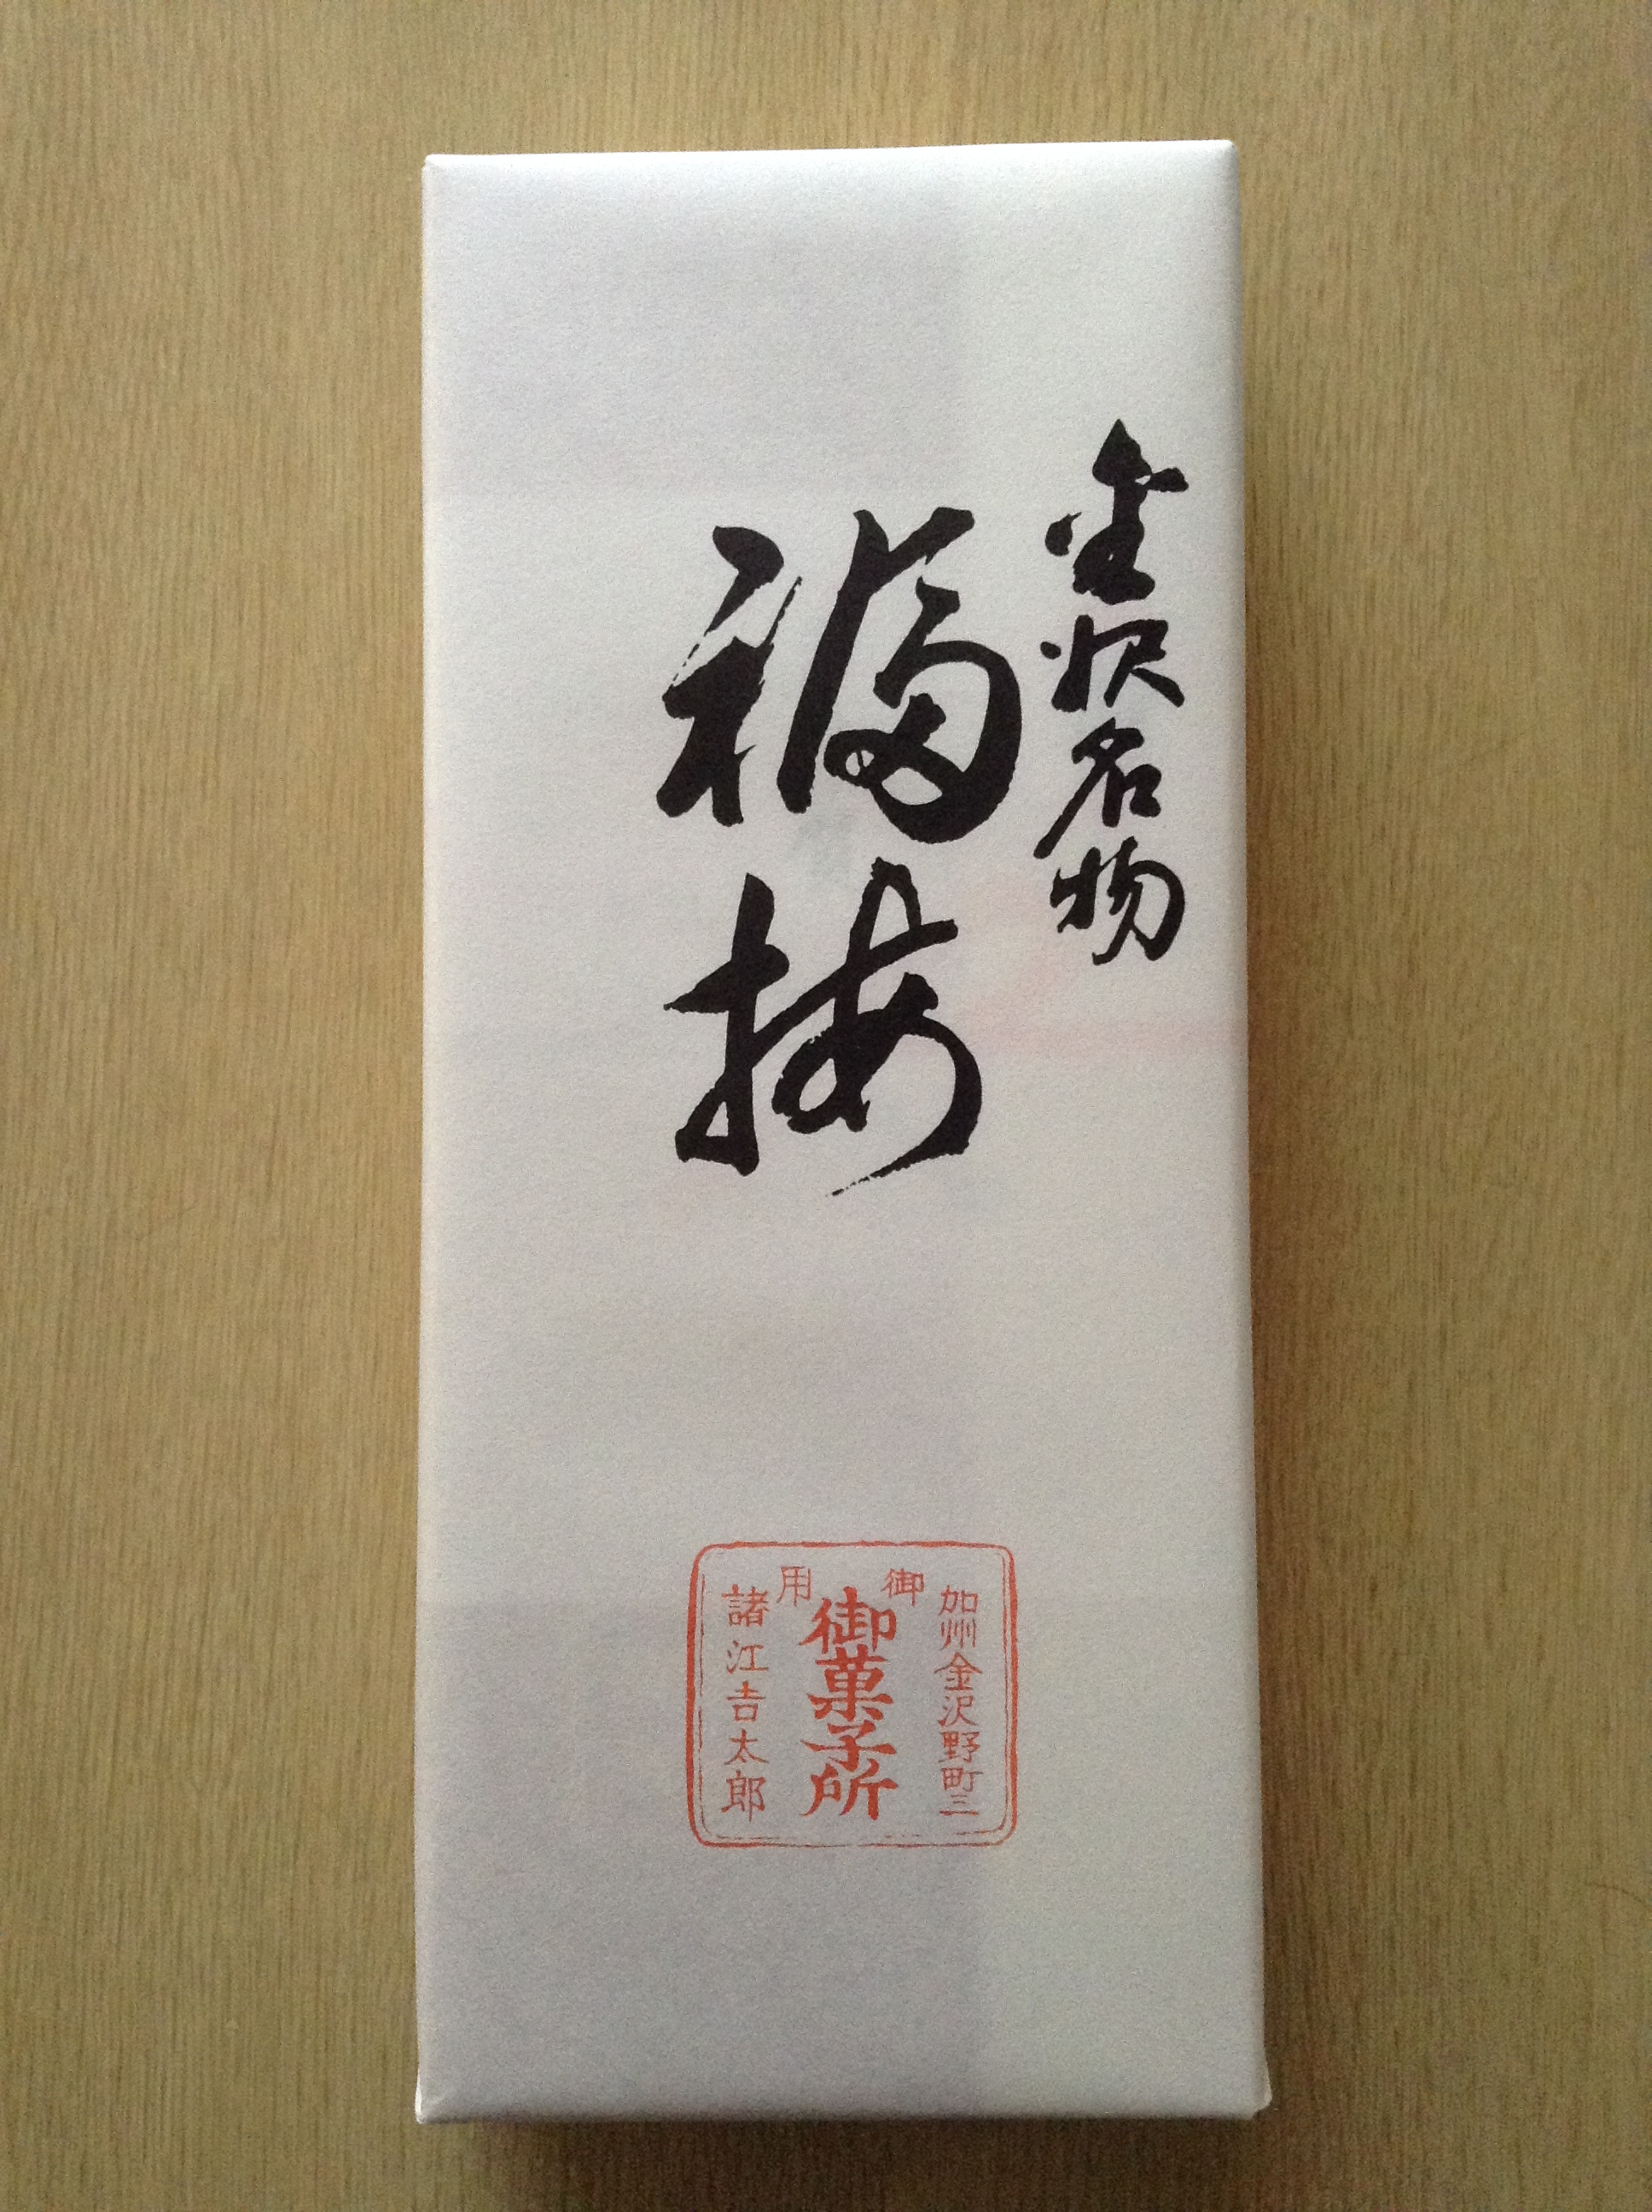 金沢名物
福梅
加州金沢野町三
御用
御菓子所
諸江吉太郎